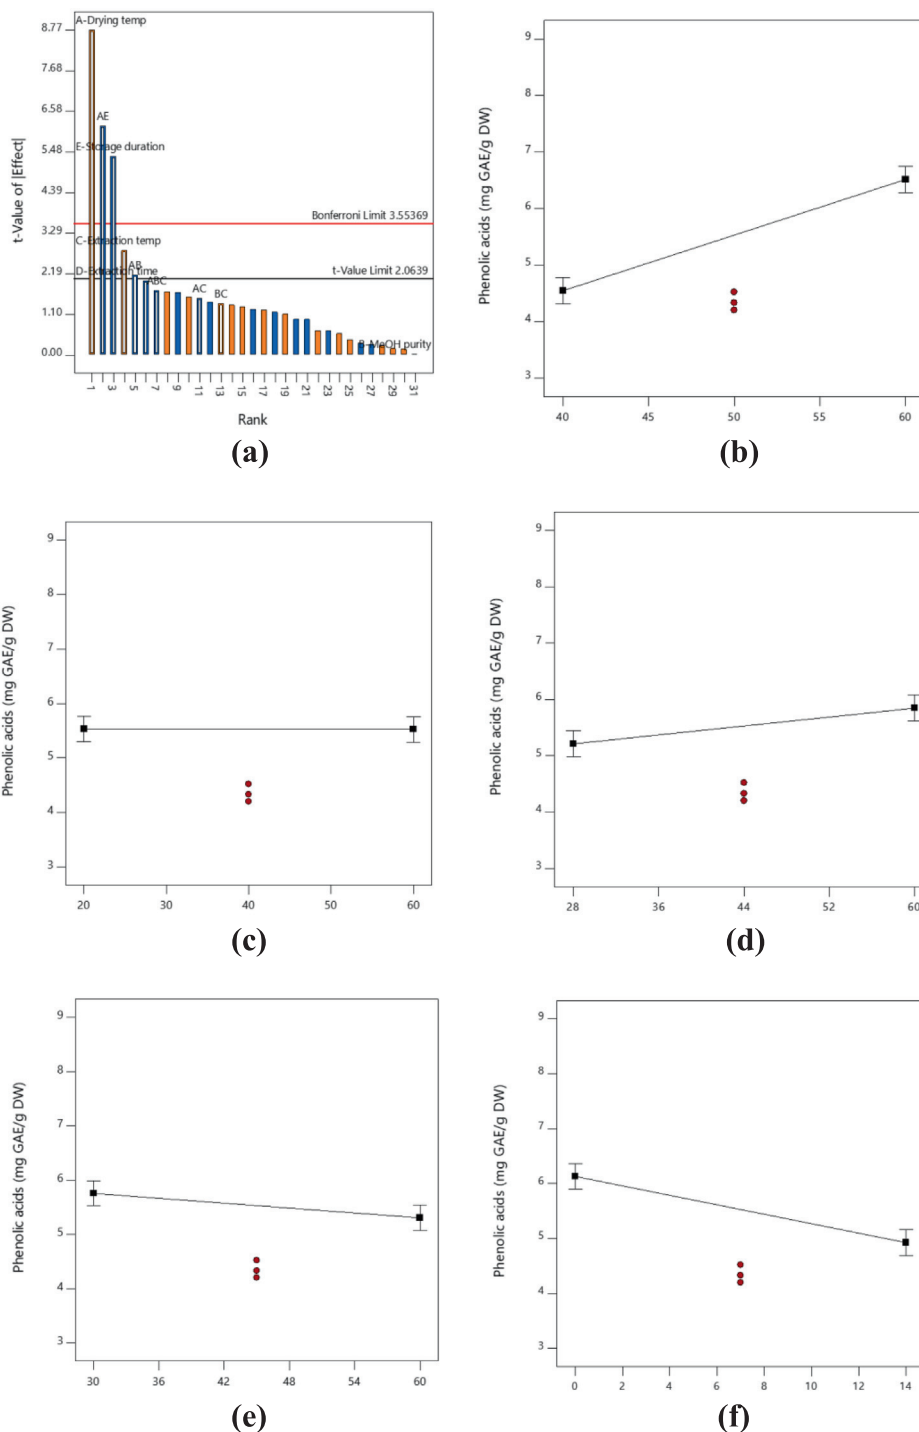 A-Drying temp
8.77
7.68
6.58
5.48
4.39
3.29
2.19
1.10
0.00
t-Value of |Effect|
AE
E-Storage duration
Bonferroni Limit 3.55369
C-Extraction temp
AB
t-Value Limit 2.0639
D-Extraction time
ABC
AC
BC
B-MeOH purity
1 3 5 7 9 11 13 15 17 19 21 23 25 27 29 31
Rank
(a)
Phenolic acids (mg GAE/g DW)
9
8
7
6
5
4
3
40 45 50 55 60
(b)
Phenolic acids (mg GAE/g DW)
9
8
7
6
5
4
3
20 30 40 50 60
(c)
Phenolic acids (mg GAE/g DW)
9
8
7
6
5
4
3
28 36 44 52 60
(d)
Phenolic acids (mg GAE/g DW)
9
8
7
6
5
4
3
30 36 42 48 54 60
(e)
Phenolic acids (mg GAE/g DW)
9
8
7
6
5
4
3
0 2 4 6 8 10 12 14
(f)